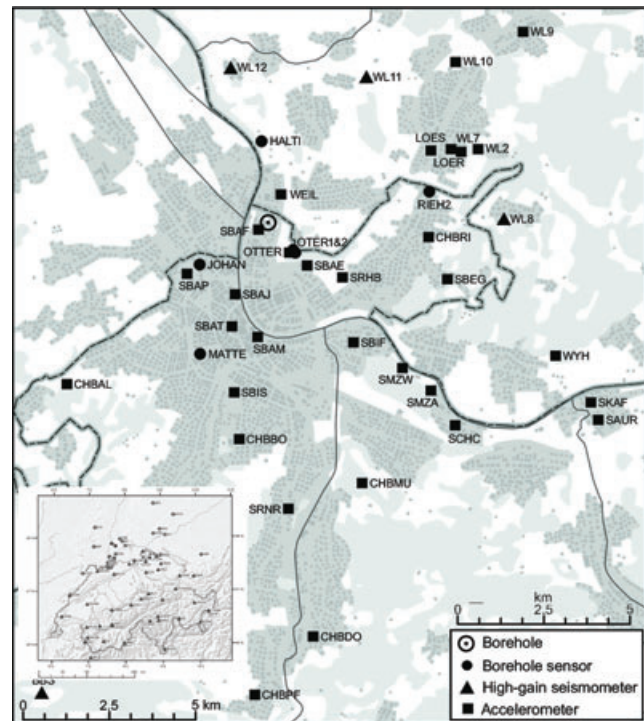 WL9
WL12
WL10
WL11
HALTI
LOES
WL7
WL2
LOER
WEIL
RIEH2
WL8
SBAF
OTER1&2
CHBRI
OTTER
JOHAN
SBAE
SRHB
SBEG
SBAP
SBAJ
SBAT
SBAM
SBIF
MATTE
WYH
SMZW
CHBAL
SBIS
SMZA
SKAF
SAUR
SCHC
CHBBO
CHBMU
SRNR
km
0
2.5
5
CHBDO
Borehole
Borehole sensor
High-gain seismometer
Accelerometer
CHBPF
0
2.5
5 km